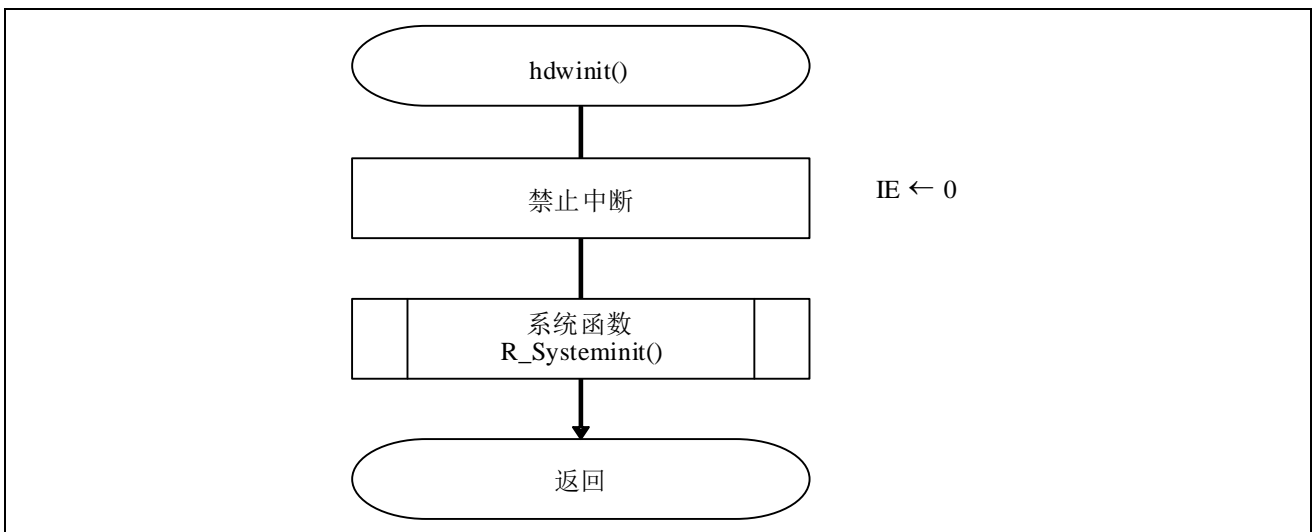 hdwinit()
禁止中断
IE ← 0
系统函数
R_Systeminit()
返回